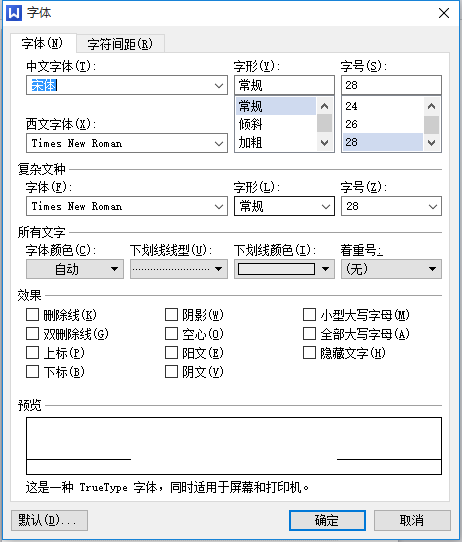 字体
字体(N) 字符间距(R)
中文字体(T): 字形(Y): 字号(S):
宋体 常规 28
常规 24
倾斜 26
加粗 28
西文字体(X):
Times New Roman
复杂文种
字体(F): 字形(L): 字号(Z):
Times New Roman 常规 28
所有文字
字体颜色(C): 下划线线型(U): 下划线颜色(I): 着重号:
自动 (无)
效果
删除线(K) 阴影(W) 小型大写字母(M)
双删除线(G) 空心(O) 全部大写字母(A)
上标(P) 阳文(E) 隐藏文字(H)
下标(B) 阴文(V)
预览
这是一种 TrueType 字体，同时适用于屏幕和打印机。
默认(D)... 确定 取消